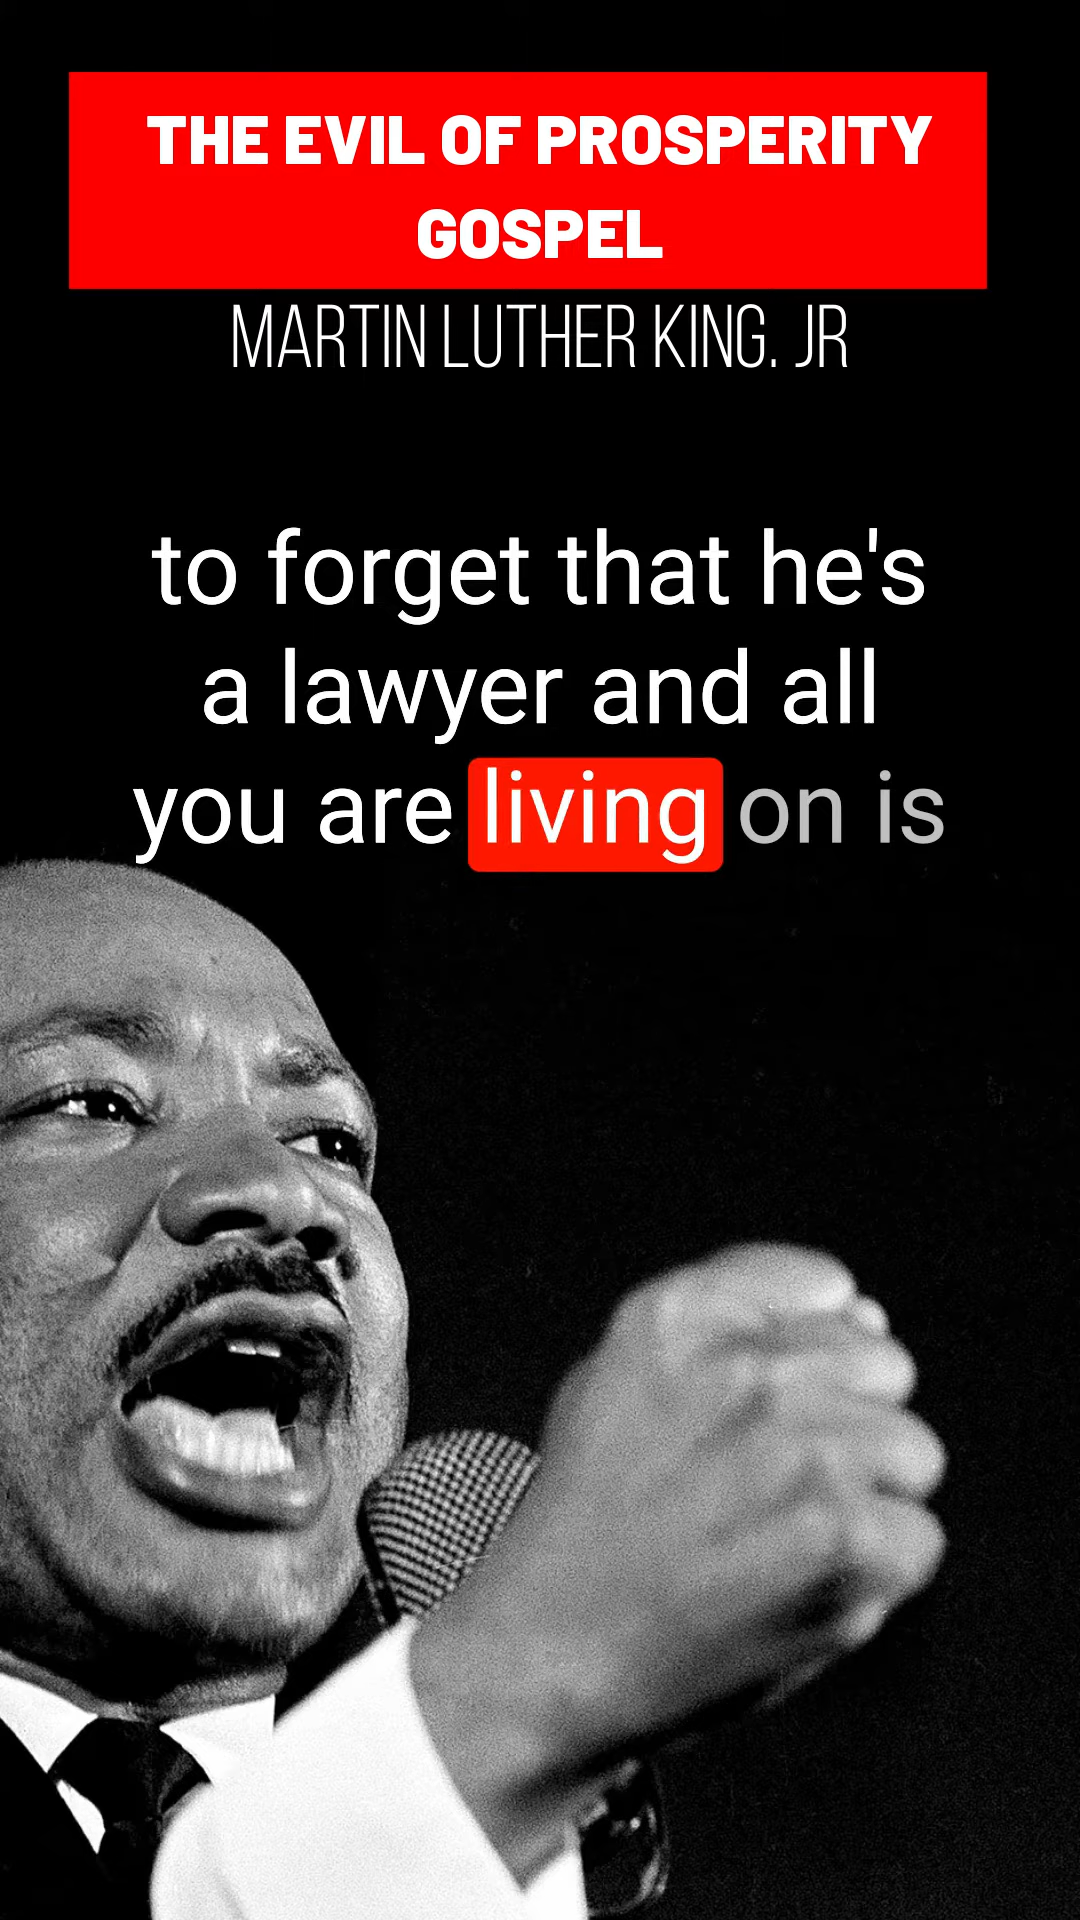 THE EVIL OF PROSPERITY
GOSPEL
MARTIN LUTHER KING. JR
to forget that he's
a lawyer and all
you are living on is